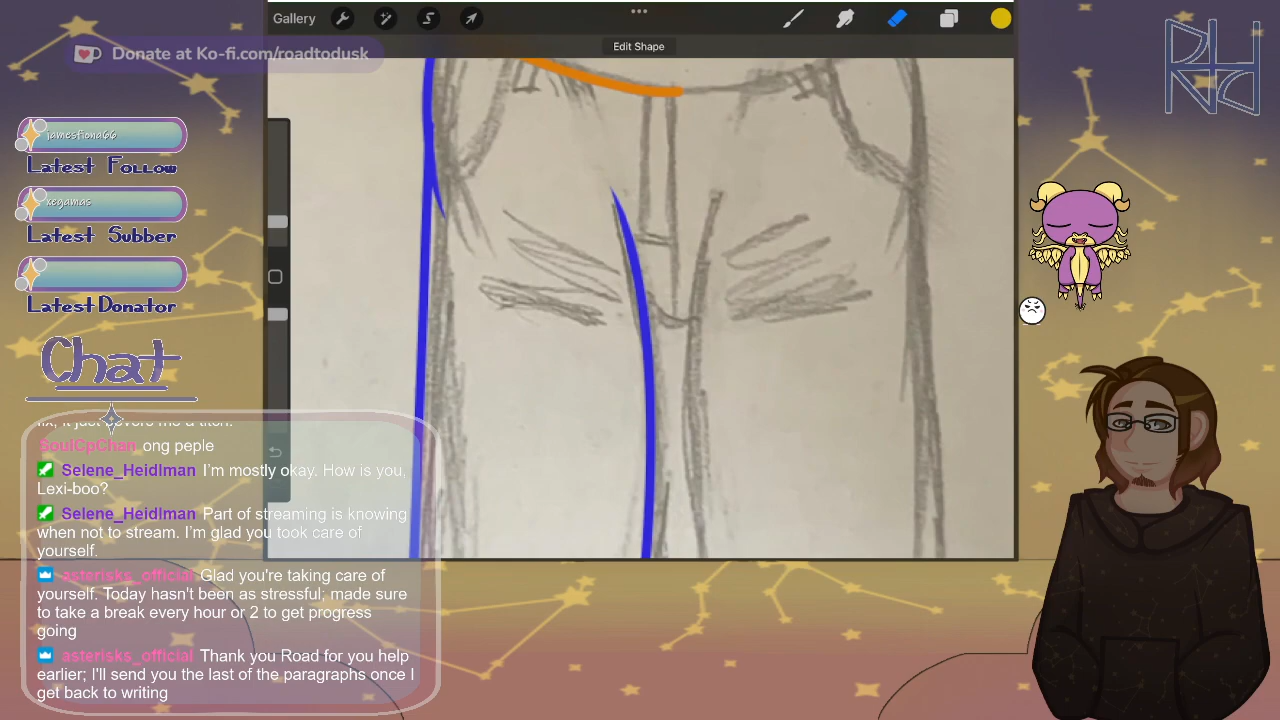 Gallery
Edit Shape
Donate at Ko-fi.com/roadtodusk
jamesfiona66
Latest Follow
xegamas
Latest Subber
Latest Donator
Chat
SoulCpChan ong peple
Selene_Heidlman I'm mostly okay. How is you,
Lexi-boo?
Selene_Heidlman Part of streaming is knowing
when not to stream. I'm glad you took care of
yourself.
asterisks_official Glad you're taking care of
yourself. Today hasn't been as stressful; made sure
to take a break every hour or 2 to get progress
going
asterisks_official Thank you Road for you help
earlier; I'll send you the last of the paragraphs once I
get back to writing